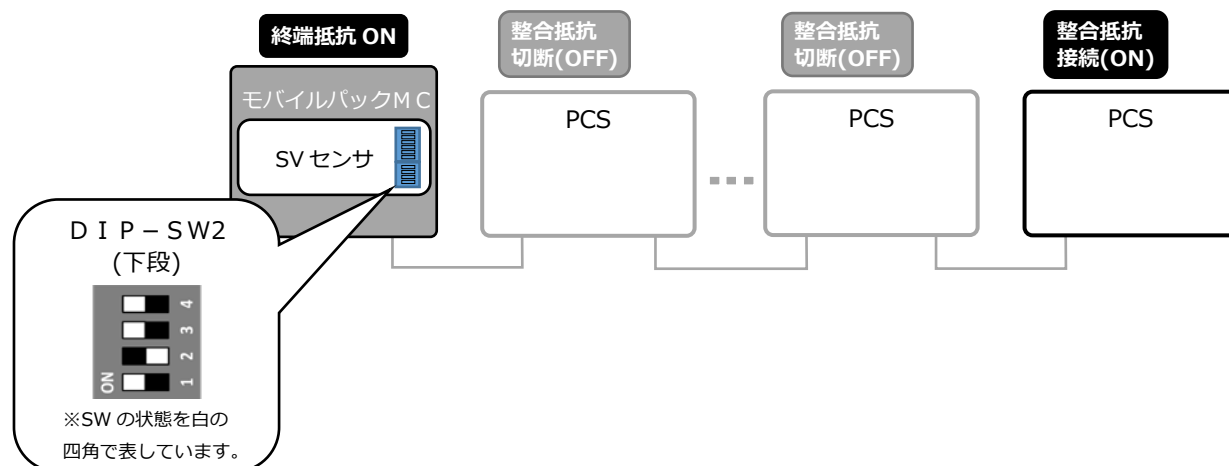 終端抵抗 ON
整合抵抗
切断(OFF)
整合抵抗
切断(OFF)
整合抵抗
接続(ON)
モバイルパックＭＣ
SV センサ
PCS
PCS
PCS
ＤＩＰ－ＳＷ2
(下段)
4
3
2
1
ON
※SW の状態を白の
四角で表しています。